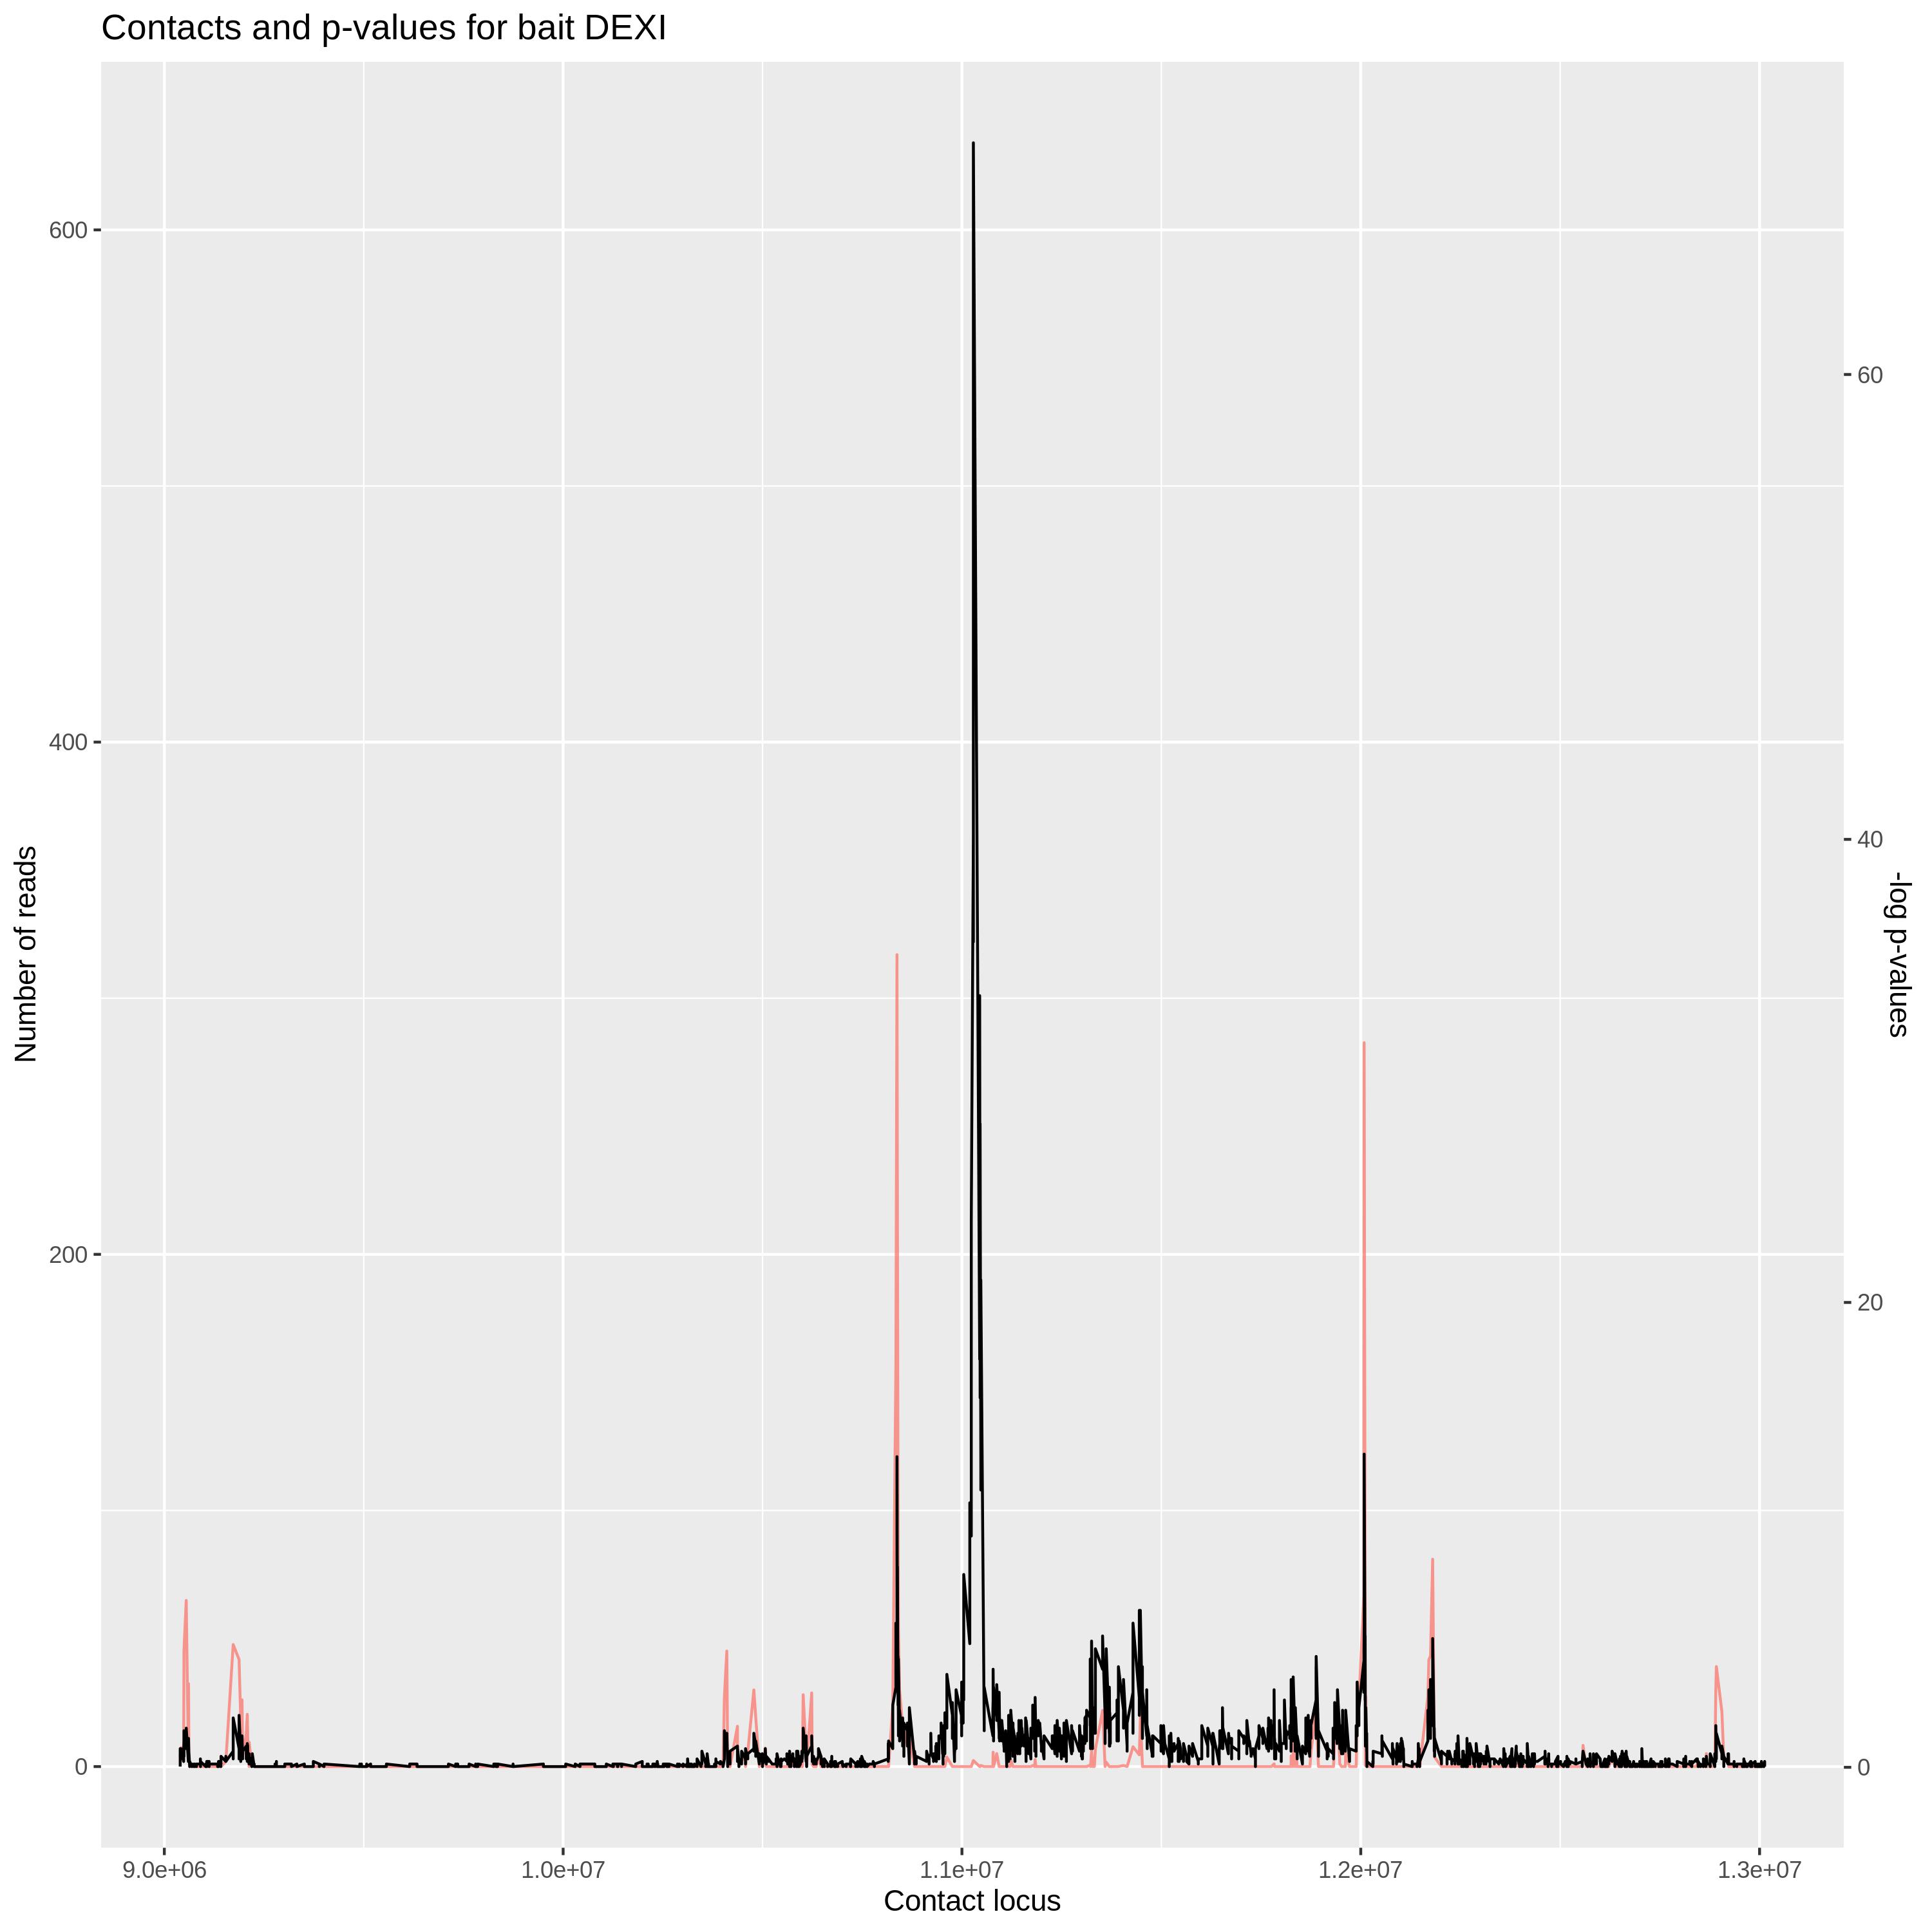 Contacts and p-values for bait DEXI
600
400
200
0
Number of reads
60
40
20
0
-log p-values
9.0e+06
1.0e+07
1.1e+07
1.2e+07
1.3e+07
Contact locus